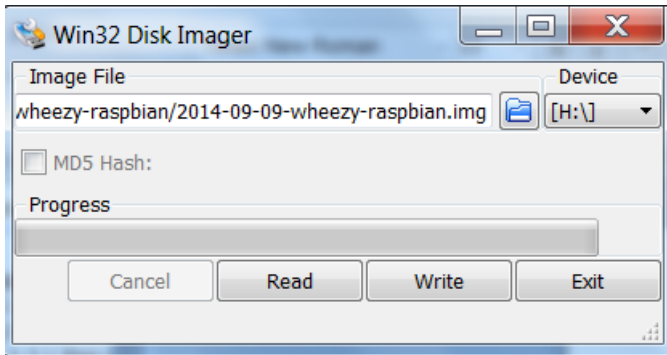 Win32 Disk Imager
Image File
Device
wheezy-raspbian/2014-09-09-wheezy-raspbian.img
[H:\]
MD5 Hash:
Progress
Cancel
Read
Write
Exit